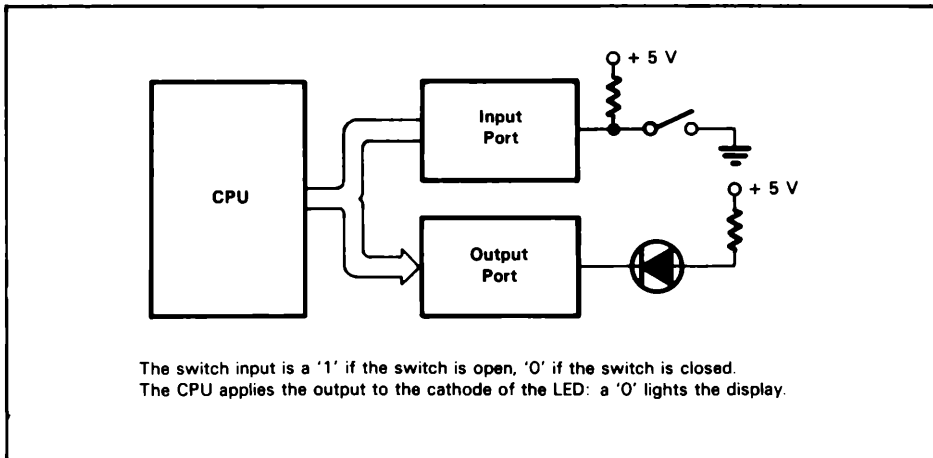 + 5 V
Input
Port
CPU
+ 5 V
Output
Port
The switch input is a '1' if the switch is open, '0' if the switch is closed.
The CPU applies the output to the cathode of the LED: a '0' lights the display.